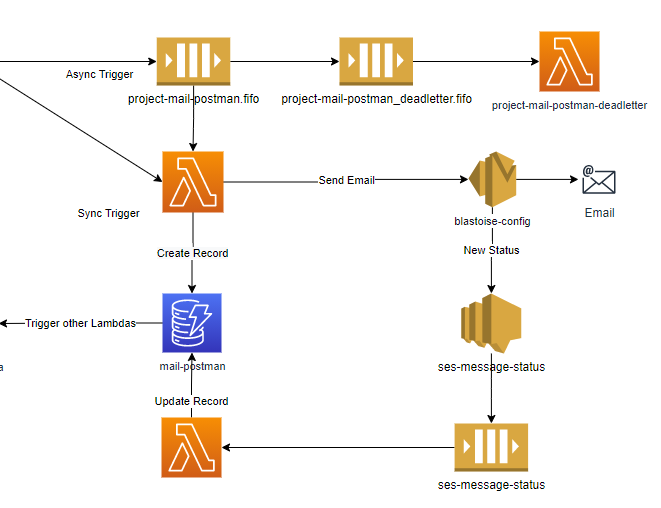 Async Trigger
project-mail-postman.fifo
project-mail-postman_deadletter.fifo
project-mail-postman-deadletter
Send Email
Sync Trigger
blastoise-config
@
Email
Create Record
New Status
Trigger other Lambdas
mail-postman
a
ses-message-status
Update Record
ses-message-status